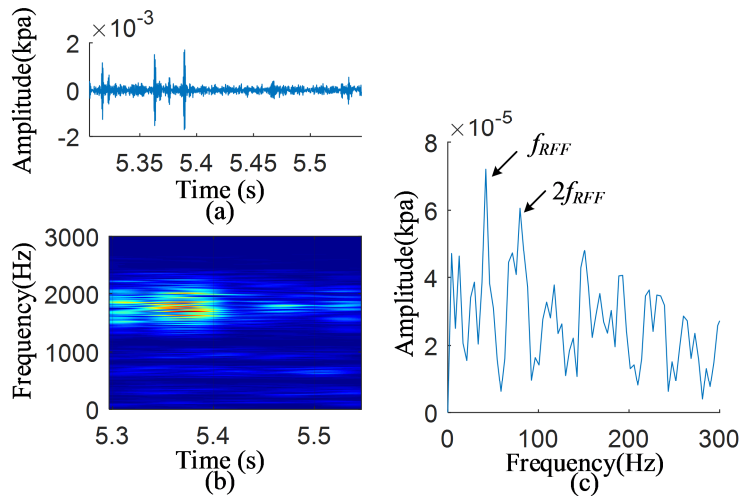 ×10⁻³
Amplitude(kpa)
2
0
-2
5.35 5.4 5.45 5.5
Time (s)
(a)
Frequency(Hz)
3000
2000
1000
0
5.3 5.4 5.5
Time (s)
(b)
×10⁻⁵
Amplitude(kpa)
8
6
4
2
0
f_RFF
2f_RFF
0 100 200 300
Frequency(Hz)
(c)